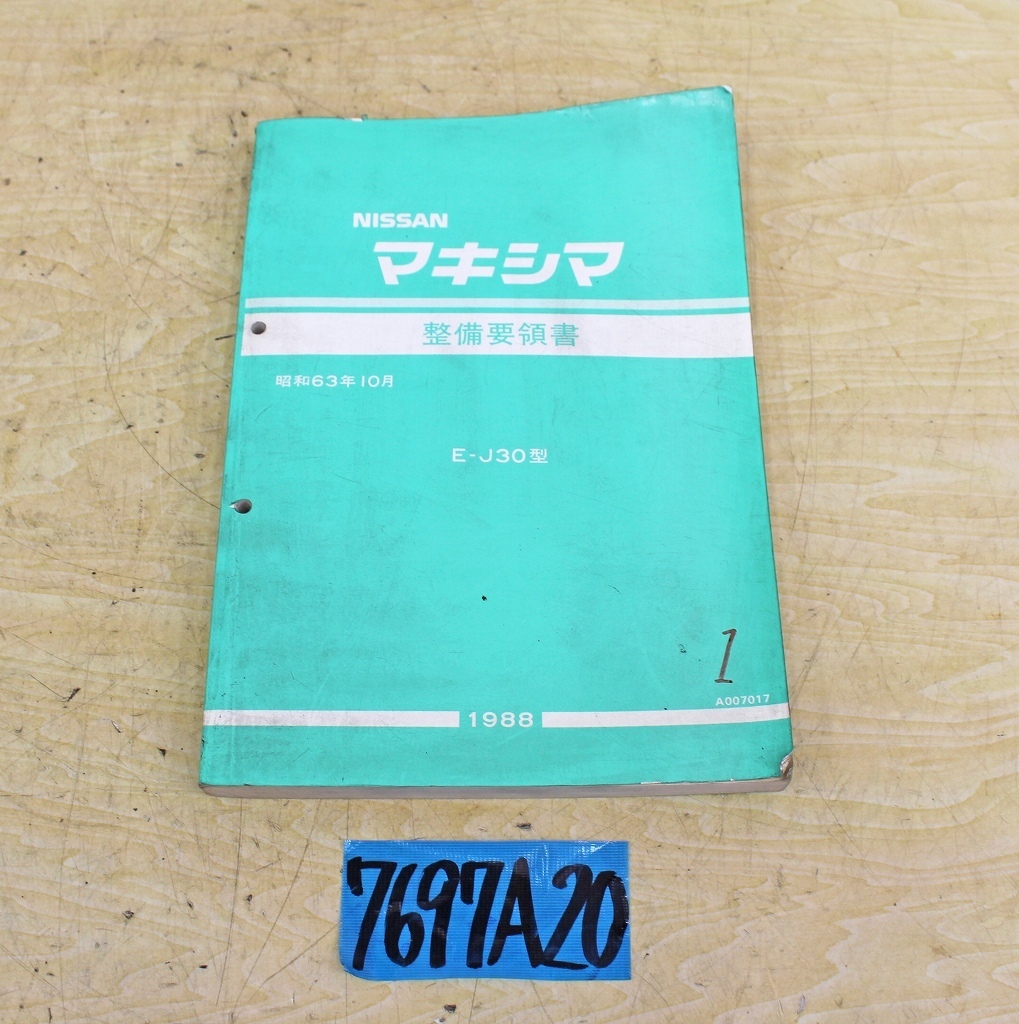 NISSAN
マキシマ
整備要領書
昭和63年10月
E-J30型
1
A007017
1988
7697A20